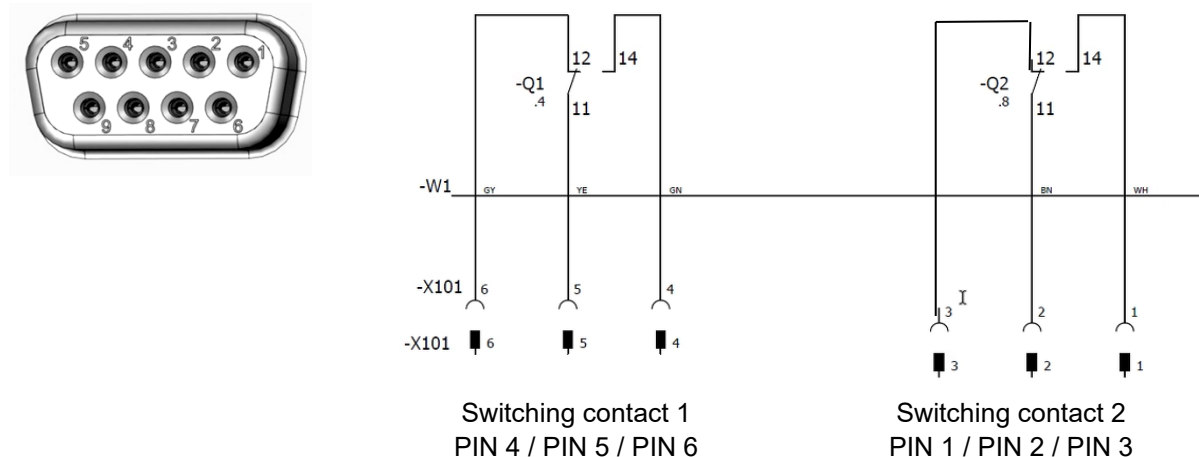 5 4 3 2 1
9 8 7 6
12 14
-Q1
.4
11
12 14
-Q2
.8
11
-W1 GY YE GN BN WH
-X101 6 5 4 3 2 1
-X101 6 5 4 3 2 1
Switching contact 1
PIN 4 / PIN 5 / PIN 6
Switching contact 2
PIN 1 / PIN 2 / PIN 3